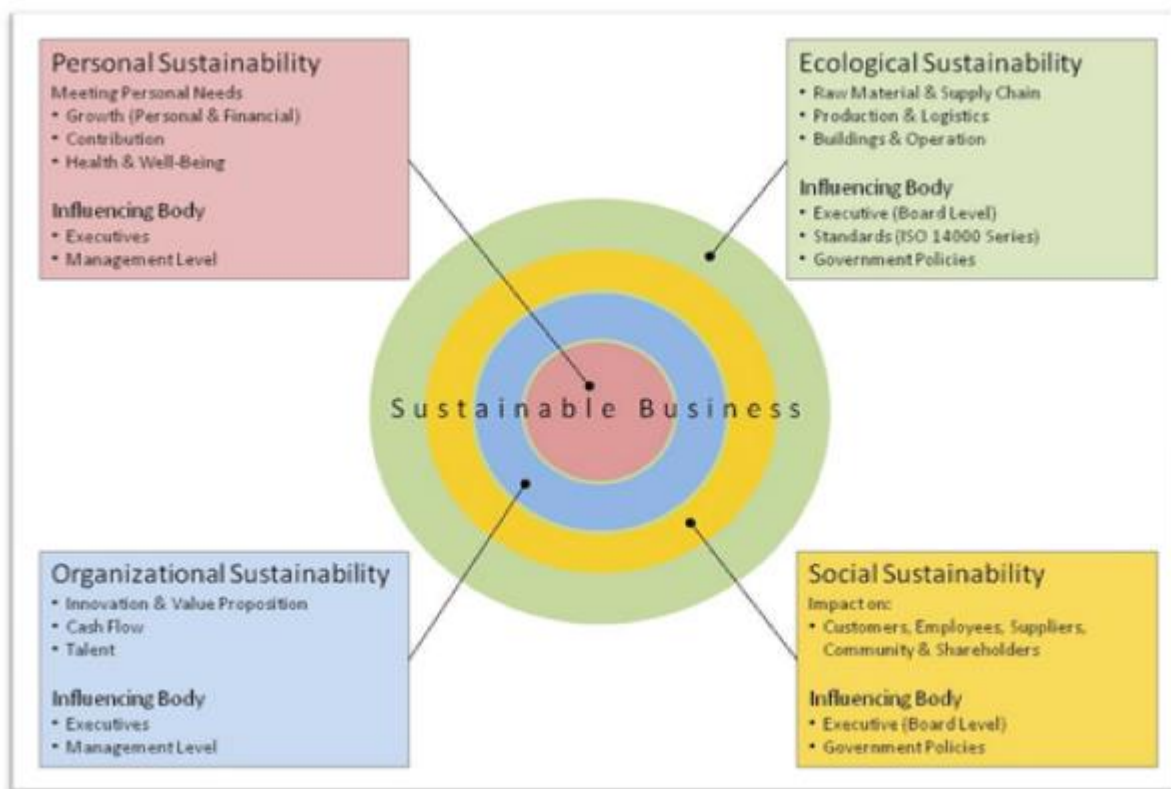 Personal Sustainability
Meeting Personal Needs
• Growth (Personal & Financial)
• Contribution
• Health & Well-Being
Influencing Body
• Executives
• Management Level
Ecological Sustainability
• Raw Material & Supply Chain
• Production & Logistics
• Buildings & Operation
Influencing Body
• Executive (Board Level)
• Standards (ISO 14000 Series)
• Government Policies
Sustainable Business
Organizational Sustainability
• Innovation & Value Proposition
• Cash Flow
• Talent
Influencing Body
• Executives
• Management Level
Social Sustainability
Impact on:
• Customers, Employees, Suppliers,
Community & Shareholders
Influencing Body
• Executive (Board Level)
• Government Policies